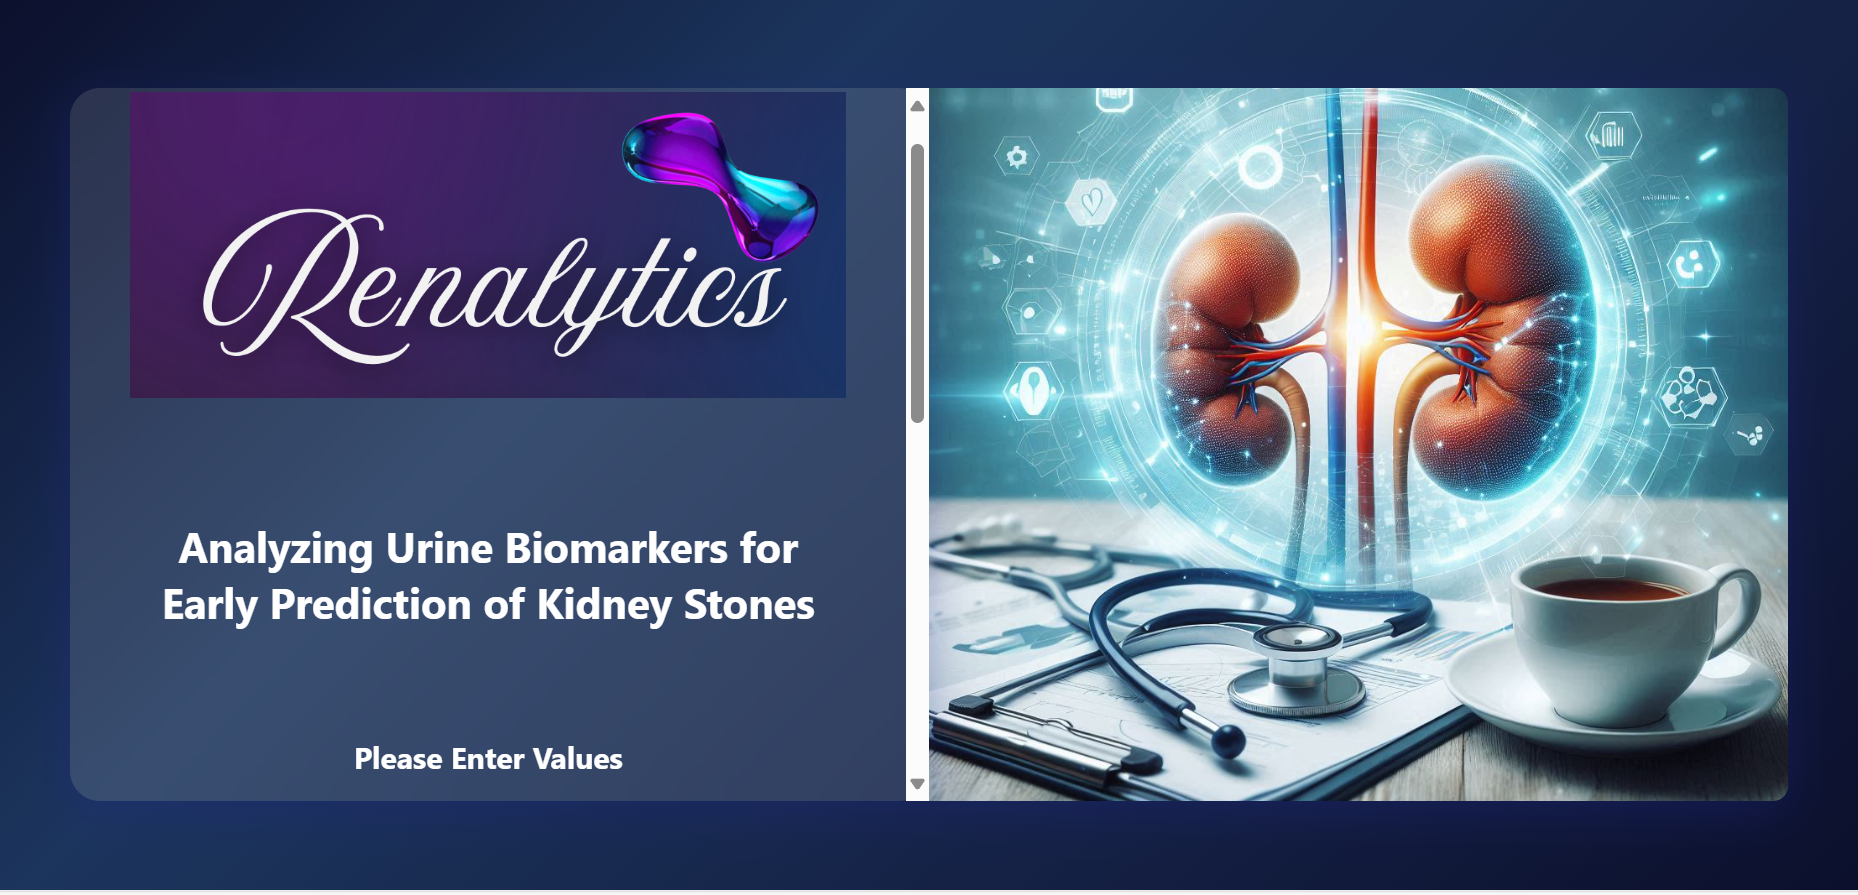 Renalytics
Analyzing Urine Biomarkers for
Early Prediction of Kidney Stones
Please Enter Values